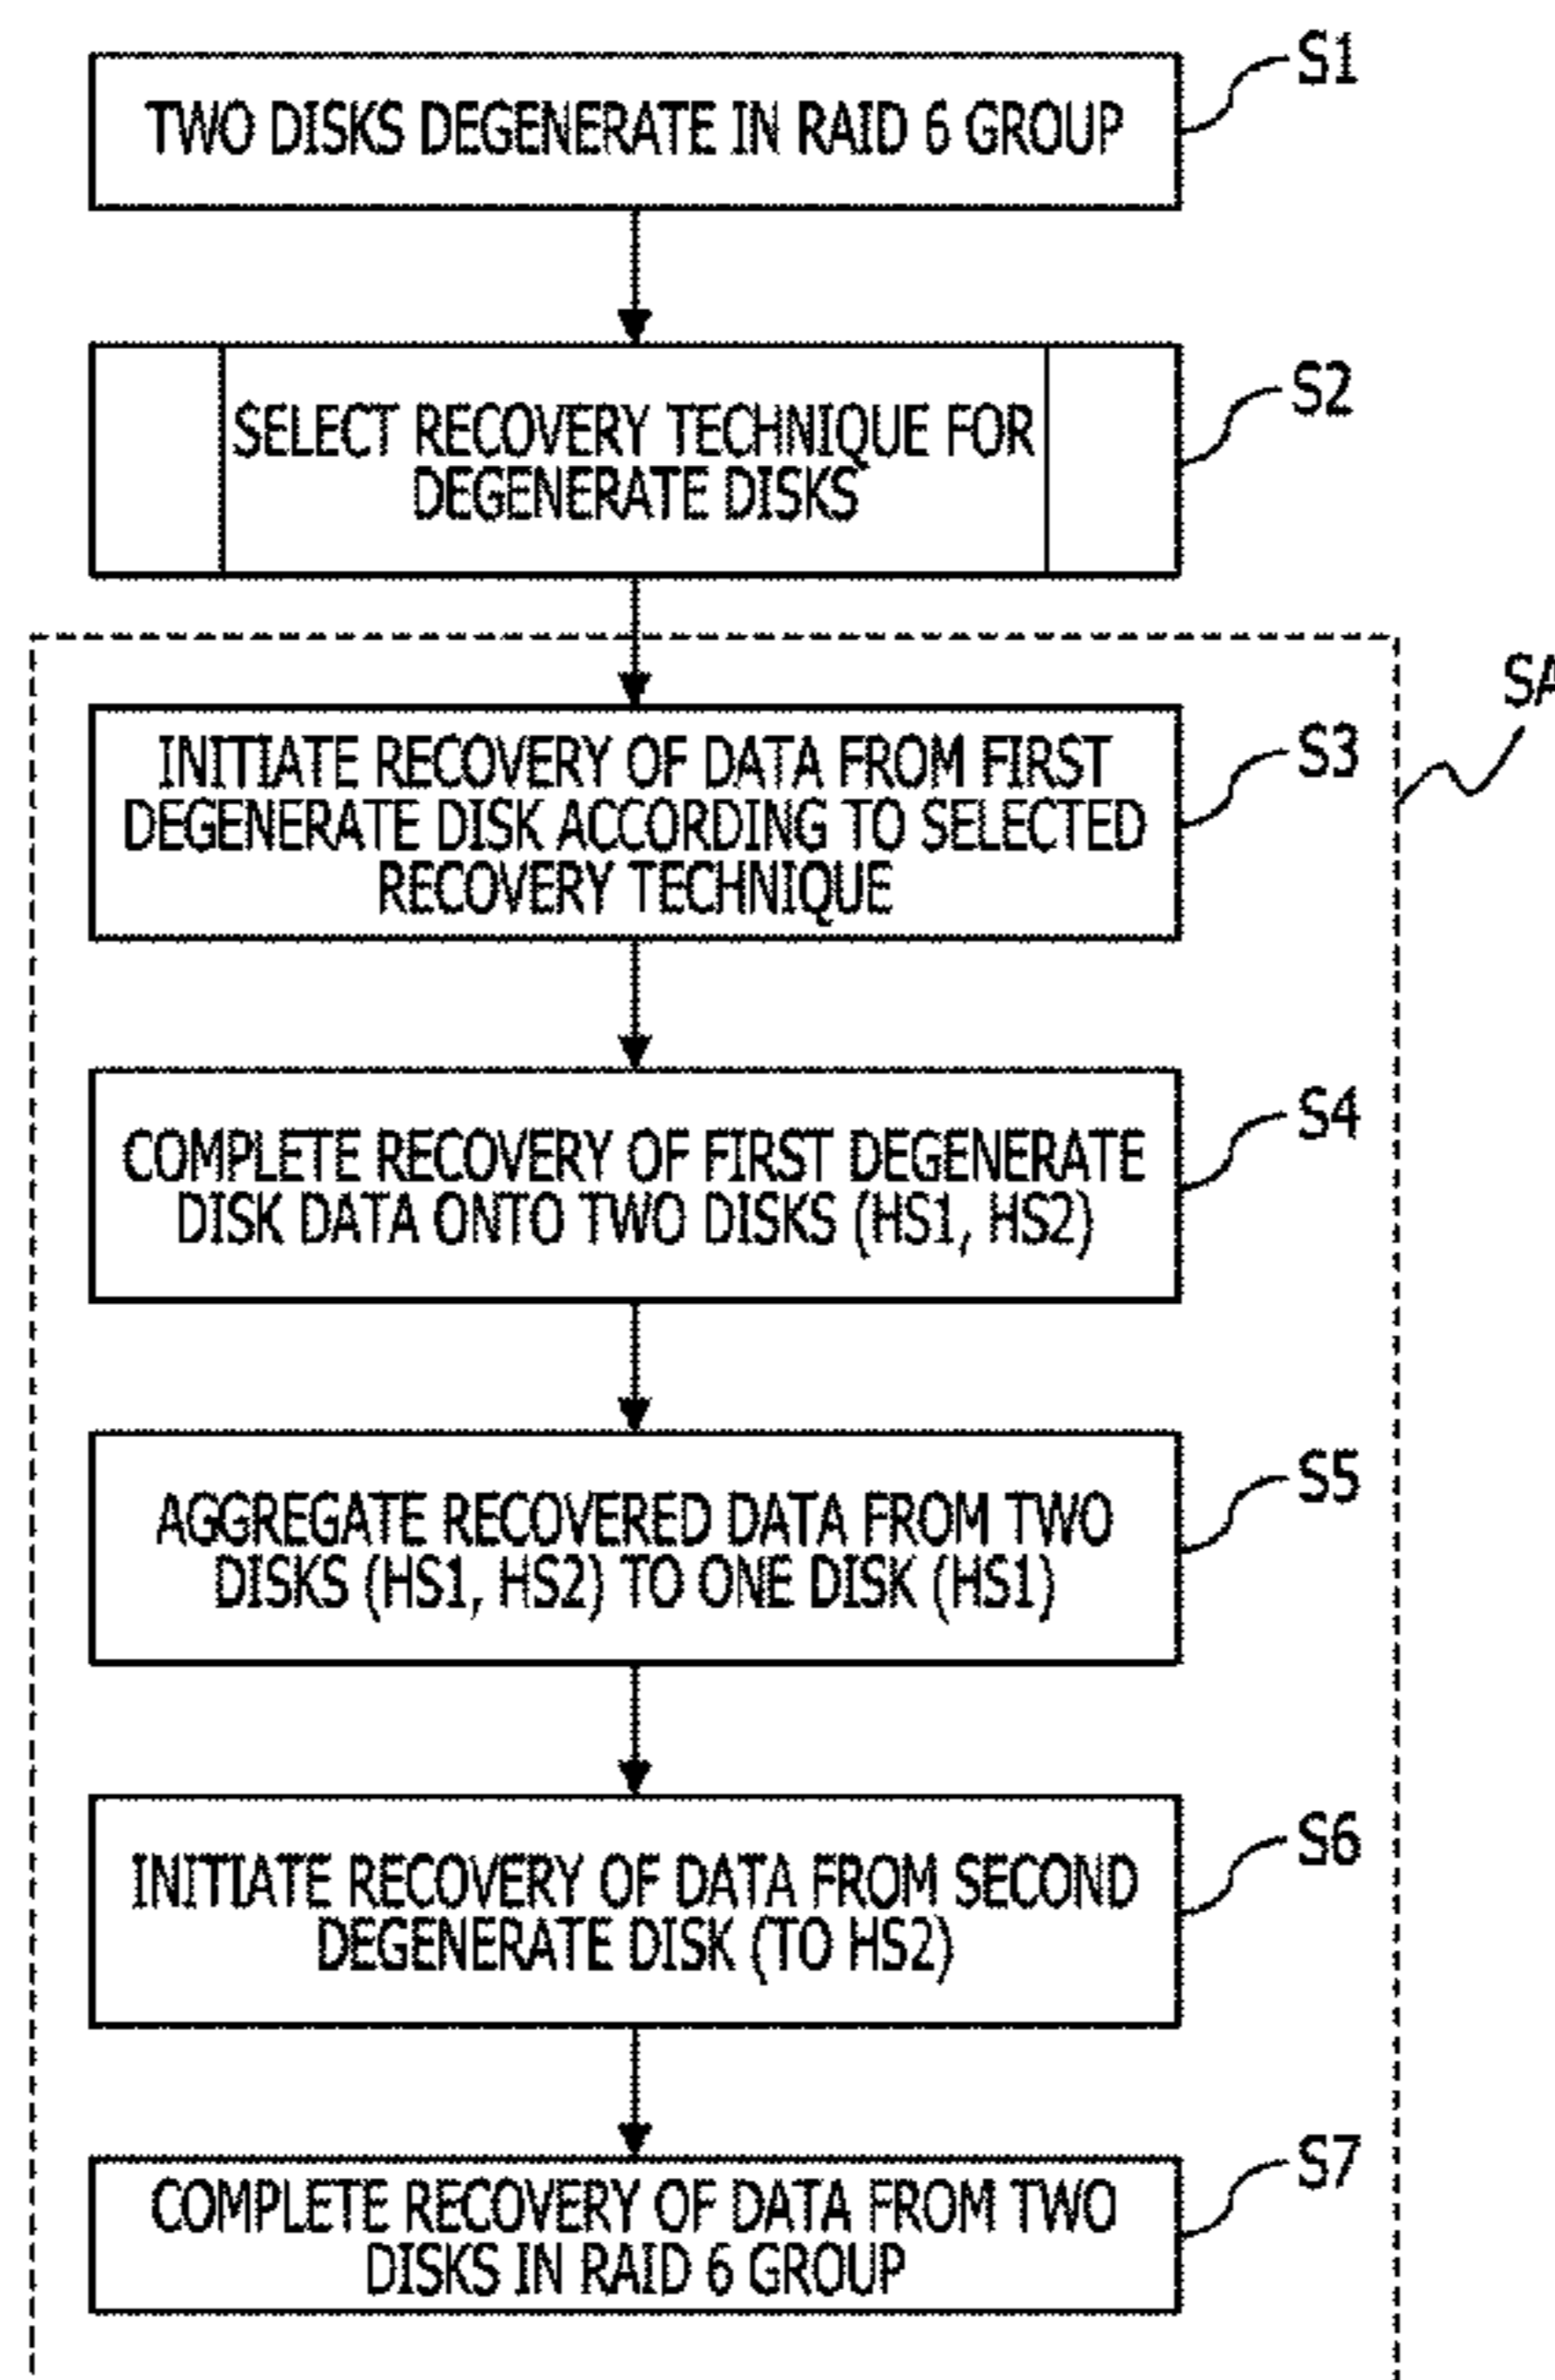 S1
TWO DISKS DEGENERATE IN RAID 6 GROUP
S2
SELECT RECOVERY TECHNIQUE FOR
DEGENERATE DISKS
SA
S3
INITIATE RECOVERY OF DATA FROM FIRST
DEGENERATE DISK ACCORDING TO SELECTED
RECOVERY TECHNIQUE
S4
COMPLETE RECOVERY OF FIRST DEGENERATE
DISK DATA ONTO TWO DISKS (HS1, HS2)
S5
AGGREGATE RECOVERED DATA FROM TWO
DISKS (HS1, HS2) TO ONE DISK (HS1)
S6
INITIATE RECOVERY OF DATA FROM SECOND
DEGENERATE DISK (TO HS2)
S7
COMPLETE RECOVERY OF DATA FROM TWO
DISKS IN RAID 6 GROUP